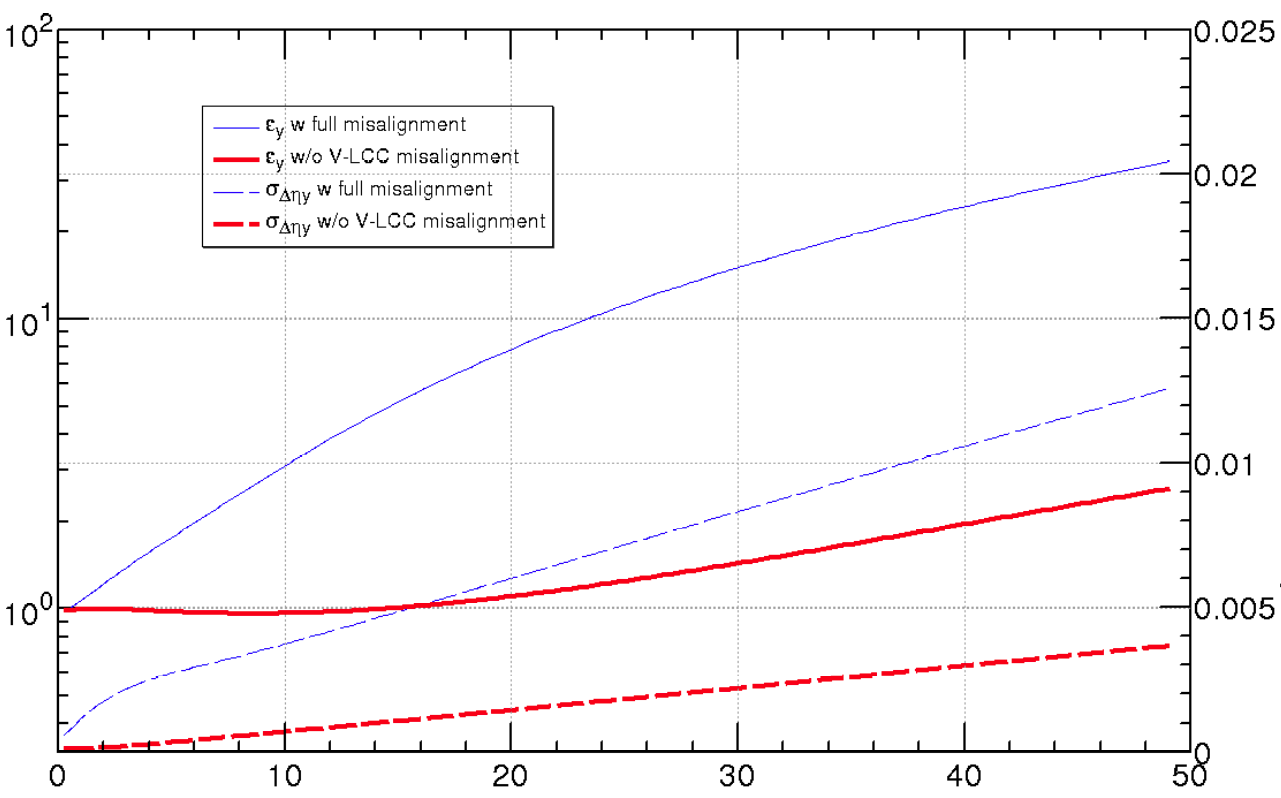 10²
10¹
10⁰
0.025
0.02
0.015
0.01
0.005
0
εy w full misalignment
εy w/o V-LCC misalignment
σΔηy w full misalignment
σΔηy w/o V-LCC misalignment
0 10 20 30 40 50